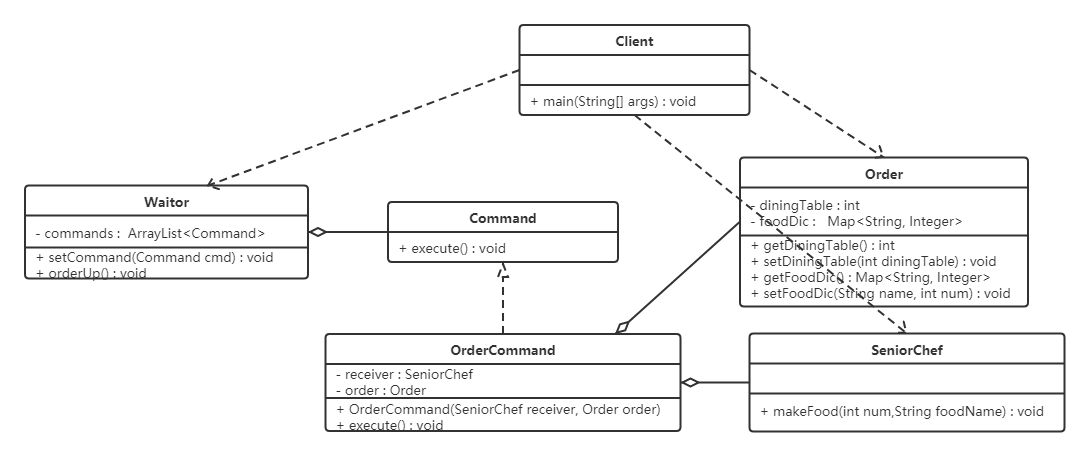 Client
+ main(String[] args) : void
Waitor
- commands : ArrayList<Command>
+ setCommand(Command cmd) : void
+ orderUp() : void
Command
+ execute() : void
Order
- diningTable : int
- foodDic : Map<String, Integer>
+ getDiningTable() : int
+ setDiningTable(int diningTable) : void
+ getFoodDic() : Map<String, Integer>
+ setFoodDic(String name, int num) : void
OrderCommand
- receiver : SeniorChef
- order : Order
+ OrderCommand(SeniorChef receiver, Order order)
+ execute() : void
SeniorChef
+ makeFood(int num,String foodName) : void